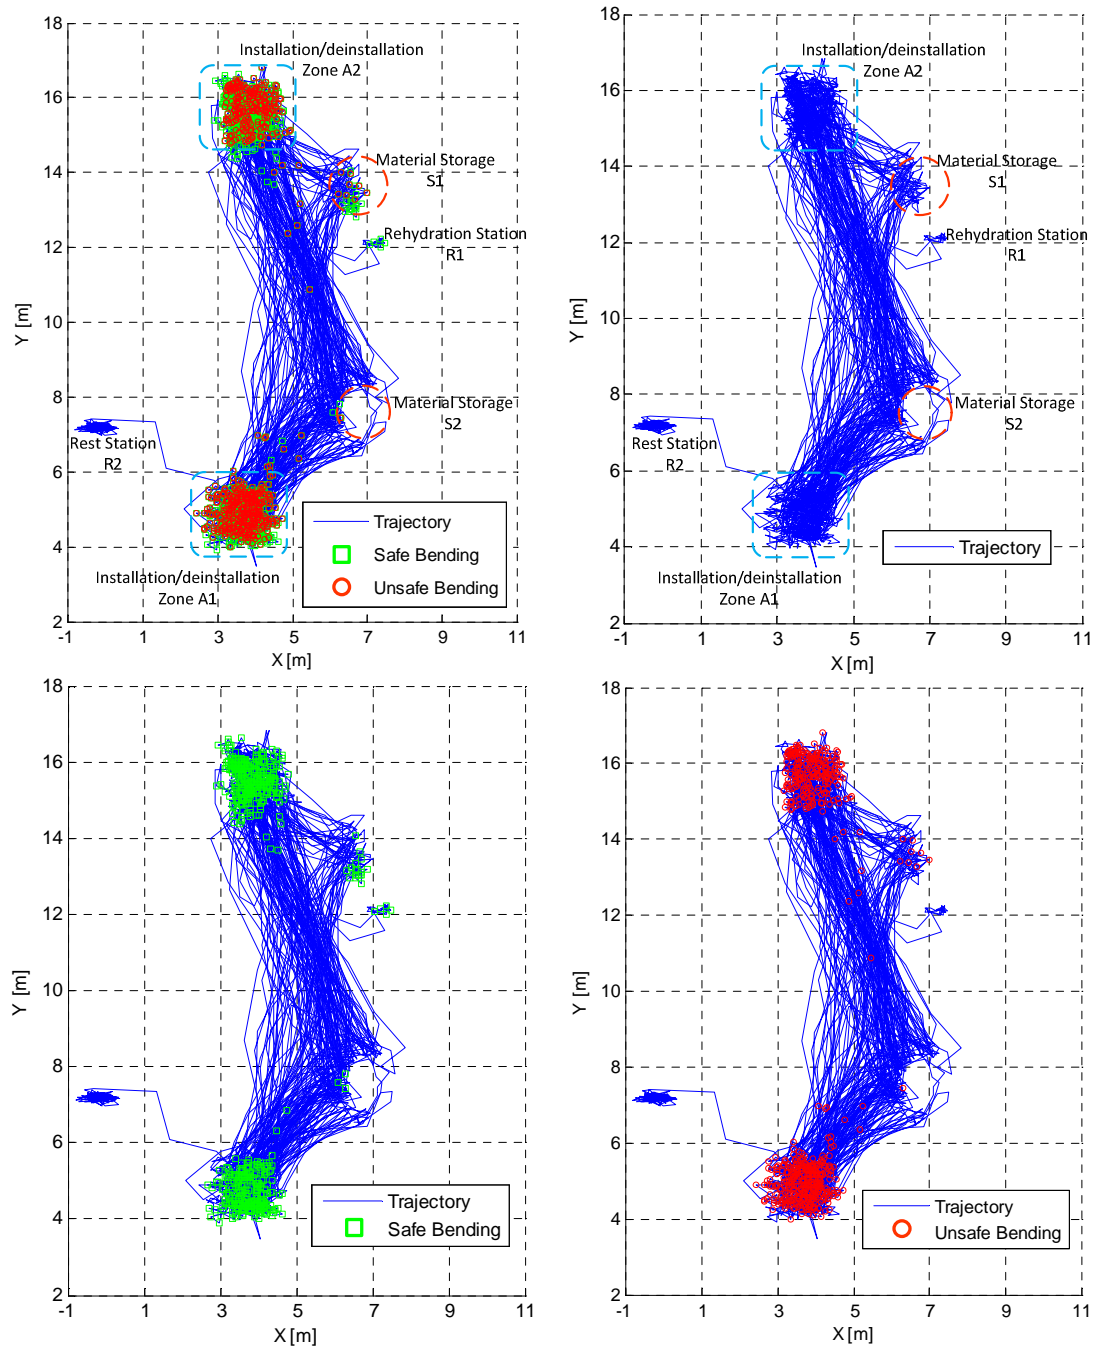 18
16
14
12
10
8
6
4
2
-1
1
3
5
7
9
11
X [m]
Y [m]
Installation/deinstallation
Zone A2
Material Storage
S1
Rehydration Station
R1
Material Storage
S2
Rest Station
R2
Installation/deinstallation
Zone A1
Trajectory
Safe Bending
Unsafe Bending
18
16
14
12
10
8
6
4
2
-1
1
3
5
7
9
11
X [m]
Y [m]
Installation/deinstallation
Zone A2
Material Storage
S1
Rehydration Station
R1
Material Storage
S2
Rest Station
R2
Installation/deinstallation
Zone A1
Trajectory
18
16
14
12
10
8
6
4
2
-1
1
3
5
7
9
11
X [m]
Y [m]
Trajectory
Safe Bending
18
16
14
12
10
8
6
4
2
-1
1
3
5
7
9
11
X [m]
Y [m]
Trajectory
Unsafe Bending